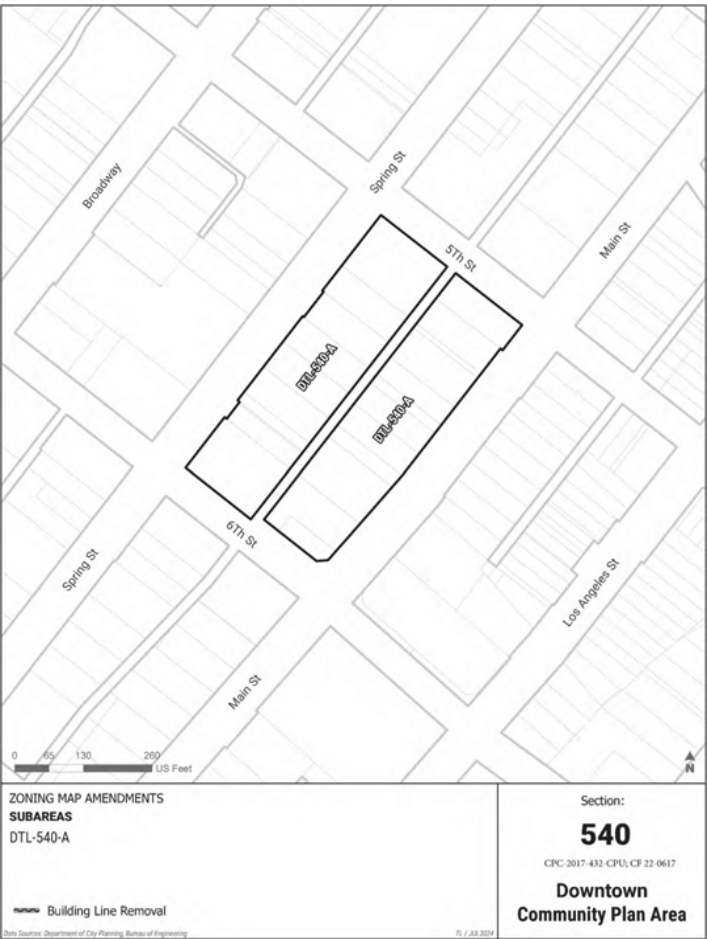 Broadway
Spring St
5Th St
Main St
DTL-540-A
DTL-540-A
6Th St
Spring St
Los Angeles St
Main St
0 65 130 260
US Feet
N
ZONING MAP AMENDMENTS
SUBAREAS
DTL-540-A
Building Line Removal
Data Sources: Department of City Planning, Bureau of Engineering
TL / JUL 2024
Section:
540
CPC-2017-432-CPU; CF 22-0617
Downtown
Community Plan Area